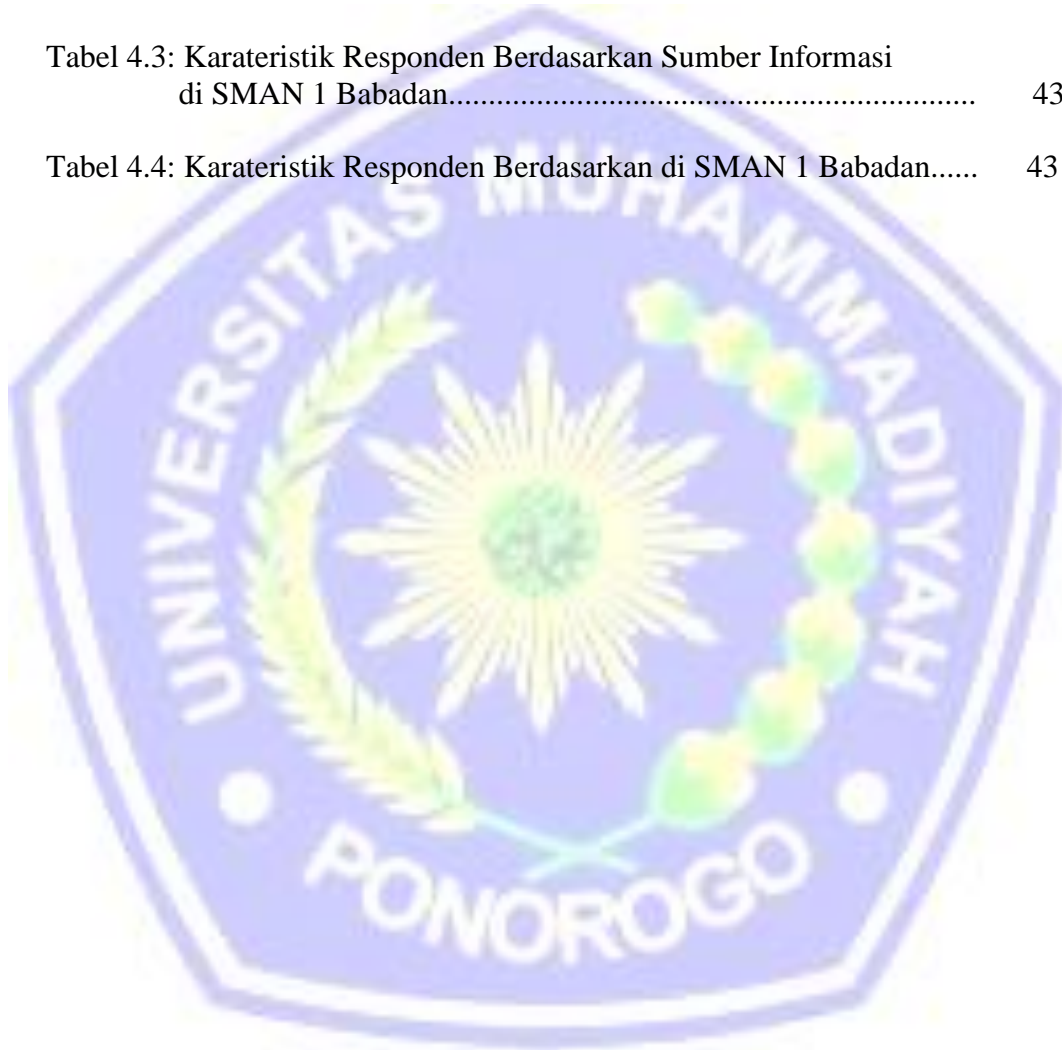 Tabel 4.3: Karateristik Responden Berdasarkan Sumber Informasi
di SMAN 1 Babadan.................................................................. 43
Tabel 4.4: Karateristik Responden Berdasarkan di SMAN 1 Babadan...... 43
UNIVERSITAS MUHAMMADIYAH
PONOROGO